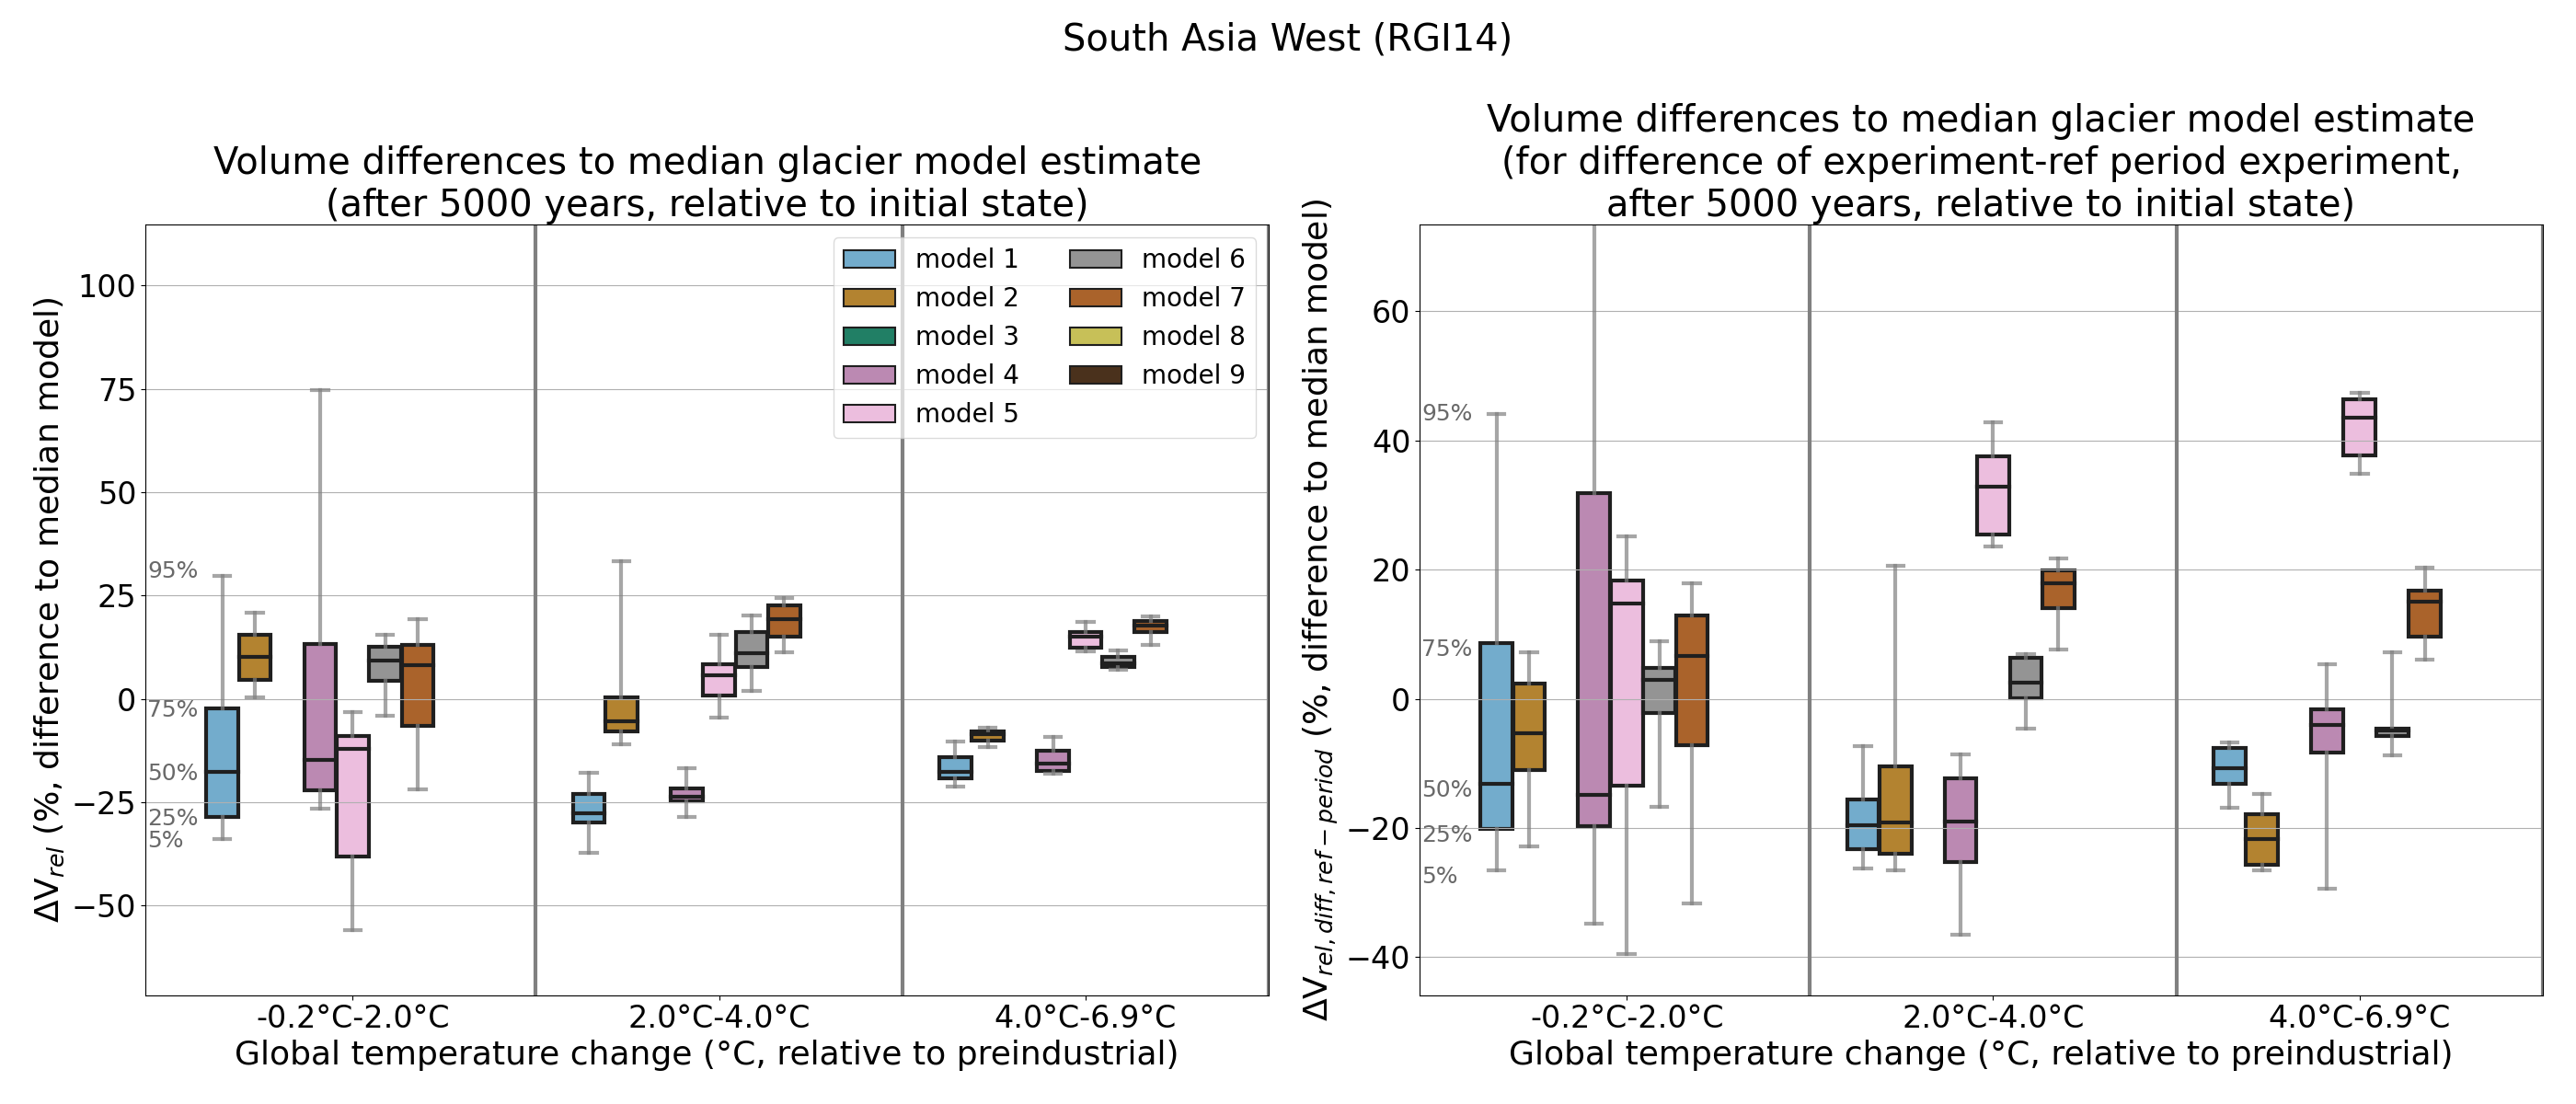 South Asia West (RGI14)
Volume differences to median glacier model estimate
(after 5000 years, relative to initial state)
ΔV_rel (%, difference to median model)
100
75
50
25
0
−25
−50
95%
75%
50%
25%
5%
model 1
model 2
model 3
model 4
model 5
model 6
model 7
model 8
model 9
-0.2°C-2.0°C
2.0°C-4.0°C
4.0°C-6.9°C
Global temperature change (°C, relative to preindustrial)
Volume differences to median glacier model estimate
(for difference of experiment-ref period experiment,
after 5000 years, relative to initial state)
ΔV_rel, diff, ref − period (%, difference to median model)
60
40
20
0
−20
−40
95%
75%
50%
25%
5%
-0.2°C-2.0°C
2.0°C-4.0°C
4.0°C-6.9°C
Global temperature change (°C, relative to preindustrial)